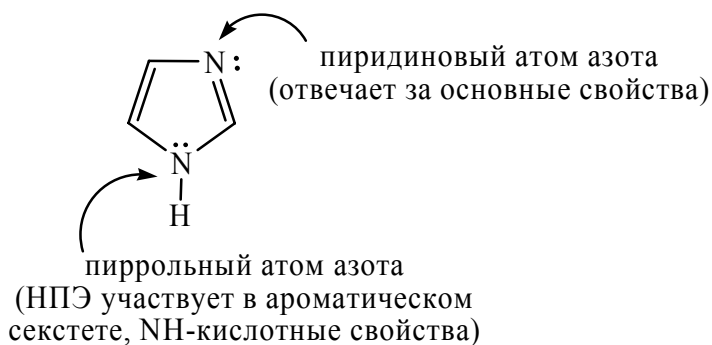 N:
пиридиновый атом азота
(отвечает за основные свойства)
N
H
пиррольный атом азота
(НПЭ участвует в ароматическом
секстете, NH-кислотные свойства)